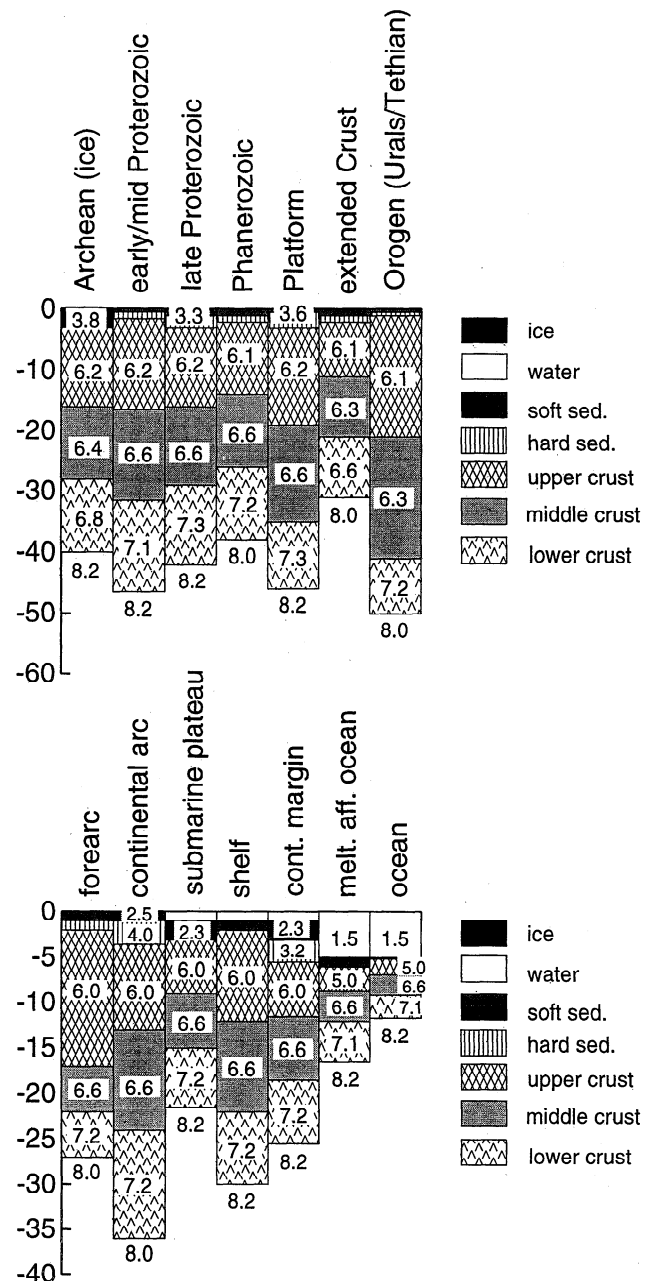 Archean (ice)
early/mid Proterozoic
late Proterozoic
Phanerozoic
Platform
extended Crust
Orogen (Urals/Tethian)
0
-10
-20
-30
-40
-50
-60
3.8
6.2
6.4
6.8
8.2
6.2
6.6
7.1
8.2
3.3
6.2
6.6
7.3
8.2
6.1
6.6
7.2
8.0
3.6
6.2
6.6
7.3
8.2
6.1
6.3
6.6
8.0
6.1
6.3
7.2
8.0
ice
water
soft sed.
hard sed.
upper crust
middle crust
lower crust
forearc
continental arc
submarine plateau
shelf
cont. margin
melt. aff. ocean
ocean
0
-5
-10
-15
-20
-25
-30
-35
-40
6.0
6.6
7.2
8.0
2.5
4.0
6.0
6.6
7.2
8.0
2.3
6.0
6.6
7.2
8.2
6.0
6.6
7.2
8.2
2.3
3.2
6.0
6.6
7.2
8.2
1.5
5.0
6.6
7.1
8.2
1.5
5.0
6.6
7.1
8.2
ice
water
soft sed.
hard sed.
upper crust
middle crust
lower crust